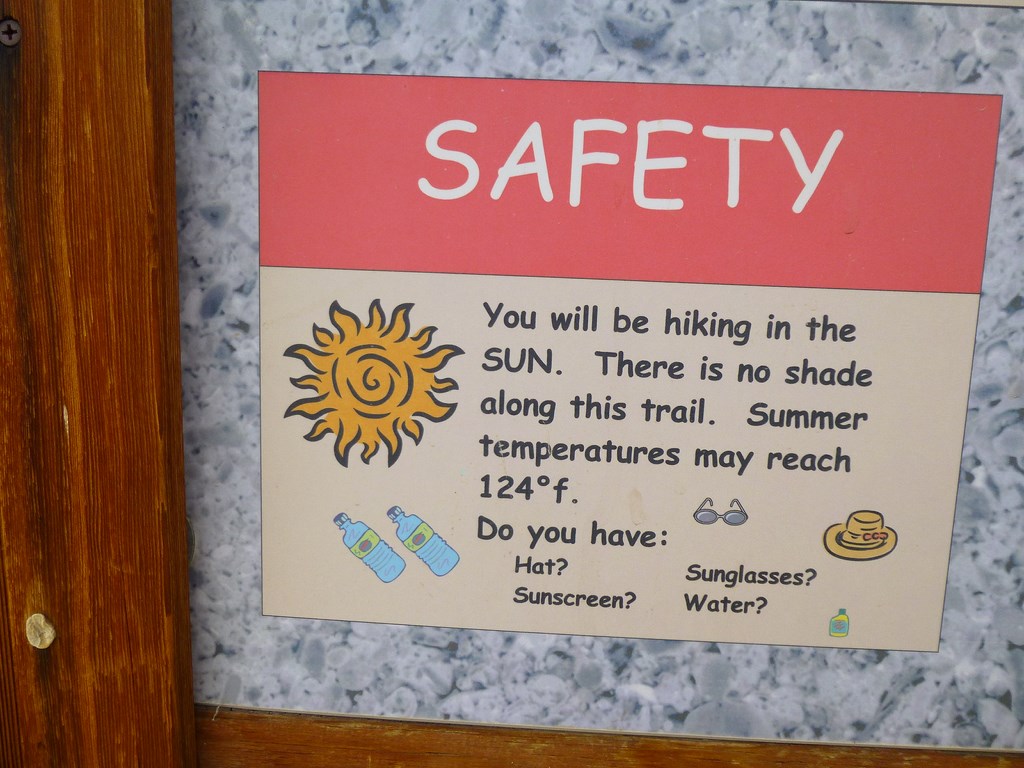 SAFETY
You will be hiking in the
SUN. There is no shade
along this trail. Summer
temperatures may reach
124°f.
Do you have:
Hat? Sunglasses?
Sunscreen? Water?